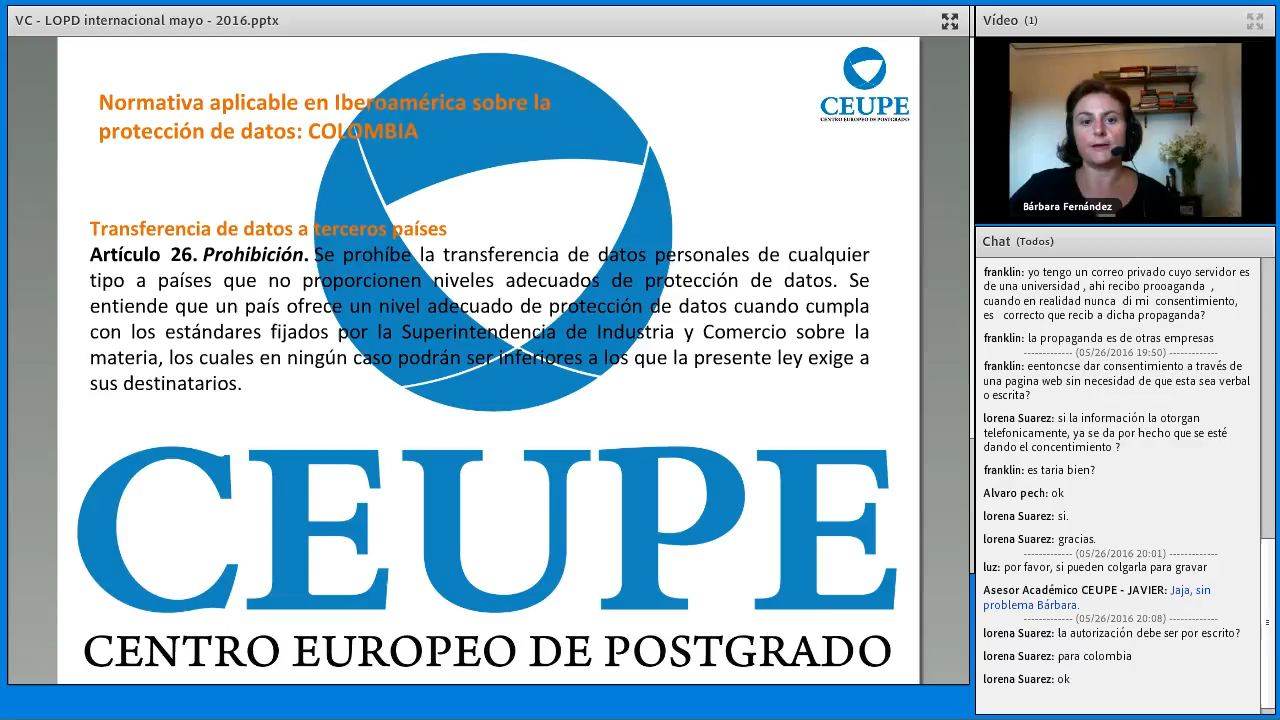 VC - LOPD internacional mayo - 2016.pptx
Normativa aplicable en Iberoamérica sobre la
protección de datos: COLOMBIA
CEUPE
CENTRO EUROPEO DE POSTGRADO
Transferencia de datos a terceros países
Artículo 26. Prohibición. Se prohíbe la transferencia de datos personales de cualquier
tipo a países que no proporcionen niveles adecuados de protección de datos. Se
entiende que un país ofrece un nivel adecuado de protección de datos cuando cumpla
con los estándares fijados por la Superintendencia de Industria y Comercio sobre la
materia, los cuales en ningún caso podrán ser inferiores a los que la presente ley exige a
sus destinatarios.
CEUPE
CENTRO EUROPEO DE POSTGRADO
Vídeo (1)
Bárbara Fernández
Chat (Todos)
franklin: yo tengo un correo privado cuyo servidor es
de una universidad , ahi recibo prooaganda ,
cuando en realidad nunca di mi consentimiento,
es correcto que recib a dicha propaganda?
franklin: la propaganda es de otras empresas
------------ (05/26/2016 19:50) ------------
franklin: eentoncse dar consentimiento a través de
una pagina web sin necesidad de que esta sea verbal
o escrita?
lorena Suarez: si la información la otorgan
telefonicamente, ya se da por hecho que se esté
dando el concentimiento ?
franklin: es taria bien?
Alvaro pech: ok
lorena Suarez: si.
lorena Suarez: gracias.
------------ (05/26/2016 20:01) ------------
luz: por favor, si pueden colgarla para gravar
Asesor Académico CEUPE - JAVIER: Jaja, sin
problema Bárbara.
------------ (05/26/2016 20:08) ------------
lorena Suarez: la autorización debe ser por escrito?
lorena Suarez: para colombia
lorena Suarez: ok